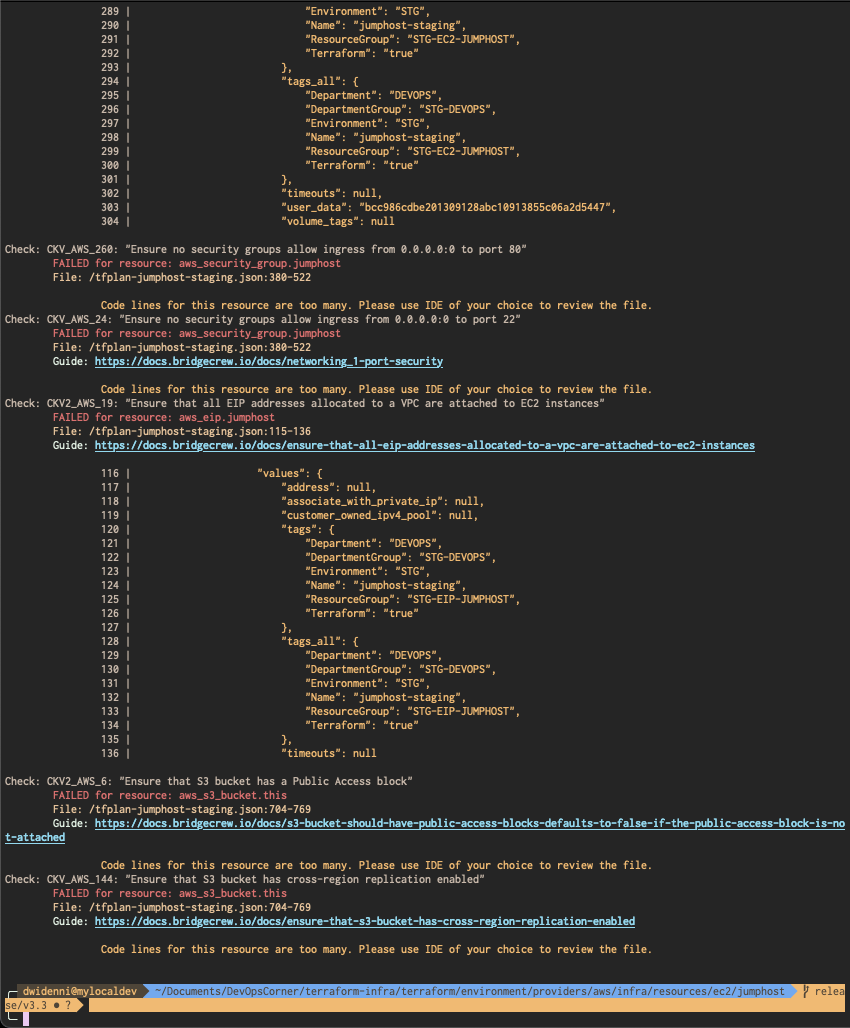 289 |                             "Environment": "STG",
290 |                             "Name": "jumphost-staging",
291 |                             "ResourceGroup": "STG-EC2-JUMPHOST",
292 |                             "Terraform": "true"
293 |                         },
294 |                         "tags_all": {
295 |                             "Department": "DEVOPS",
296 |                             "DepartmentGroup": "STG-DEVOPS",
297 |                             "Environment": "STG",
298 |                             "Name": "jumphost-staging",
299 |                             "ResourceGroup": "STG-EC2-JUMPHOST",
300 |                             "Terraform": "true"
301 |                         },
302 |                         "timeouts": null,
303 |                         "user_data": "bcc986cdbe201309128abc10913855c06a2d5447",
304 |                         "volume_tags": null
Check: CKV_AWS_260: "Ensure no security groups allow ingress from 0.0.0.0:0 to port 80"
FAILED for resource: aws_security_group.jumphost
File: /tfplan-jumphost-staging.json:380-522
Code lines for this resource are too many. Please use IDE of your choice to review the file.
Check: CKV_AWS_24: "Ensure no security groups allow ingress from 0.0.0.0:0 to port 22"
FAILED for resource: aws_security_group.jumphost
File: /tfplan-jumphost-staging.json:380-522
Guide: https://docs.bridgecrew.io/docs/networking_1-port-security
Code lines for this resource are too many. Please use IDE of your choice to review the file.
Check: CKV2_AWS_19: "Ensure that all EIP addresses allocated to a VPC are attached to EC2 instances"
FAILED for resource: aws_eip.jumphost
File: /tfplan-jumphost-staging.json:115-136
Guide: https://docs.bridgecrew.io/docs/ensure-that-all-eip-addresses-allocated-to-a-vpc-are-attached-to-ec2-instances
116 |                     "values": {
117 |                         "address": null,
118 |                         "associate_with_private_ip": null,
119 |                         "customer_owned_ipv4_pool": null,
120 |                         "tags": {
121 |                             "Department": "DEVOPS",
122 |                             "DepartmentGroup": "STG-DEVOPS",
123 |                             "Environment": "STG",
124 |                             "Name": "jumphost-staging",
125 |                             "ResourceGroup": "STG-EIP-JUMPHOST",
126 |                             "Terraform": "true"
127 |                         },
128 |                         "tags_all": {
129 |                             "Department": "DEVOPS",
130 |                             "DepartmentGroup": "STG-DEVOPS",
131 |                             "Environment": "STG",
132 |                             "Name": "jumphost-staging",
133 |                             "ResourceGroup": "STG-EIP-JUMPHOST",
134 |                             "Terraform": "true"
135 |                         },
136 |                         "timeouts": null
Check: CKV2_AWS_6: "Ensure that S3 bucket has a Public Access block"
FAILED for resource: aws_s3_bucket.this
File: /tfplan-jumphost-staging.json:704-769
Guide: https://docs.bridgecrew.io/docs/s3-bucket-should-have-public-access-blocks-defaults-to-false-if-the-public-access-block-is-no
t-attached
Code lines for this resource are too many. Please use IDE of your choice to review the file.
Check: CKV_AWS_144: "Ensure that S3 bucket has cross-region replication enabled"
FAILED for resource: aws_s3_bucket.this
File: /tfplan-jumphost-staging.json:704-769
Guide: https://docs.bridgecrew.io/docs/ensure-that-s3-bucket-has-cross-region-replication-enabled
Code lines for this resource are too many. Please use IDE of your choice to review the file.
dwidenni@mylocaldev ~/Documents/DevOpsCorner/terraform-infra/terraform/environment/providers/aws/infra/resources/ec2/jumphost relea
se/v3.3 ● ?